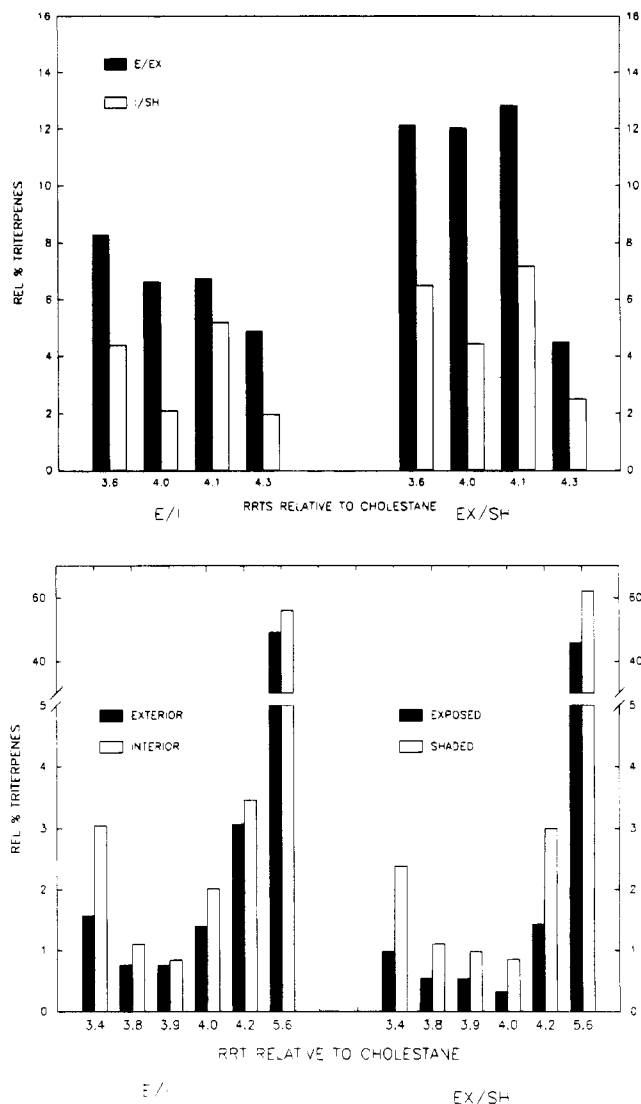 16 16
14 14
E/EX
I/SH
12 12
10 10
REL % TRITERPENES
8 8
6 6
4 4
2 2
0 0
3.6 4.0 4.1 4.3 3.6 4.0 4.1 4.3
RRTS RELATIVE TO CHOLESTANE
E/I EX/SH
60 60
40 40
5 5
EXTERIOR EXPOSED
INTERIOR SHADED
4 4
REL % TRITERPENES
3 3
2 2
1 1
0 0
3.4 3.8 3.9 4.0 4.2 5.6 3.4 3.8 3.9 4.0 4.2 5.6
RRT RELATIVE TO CHOLESTANE
E/I EX/SH